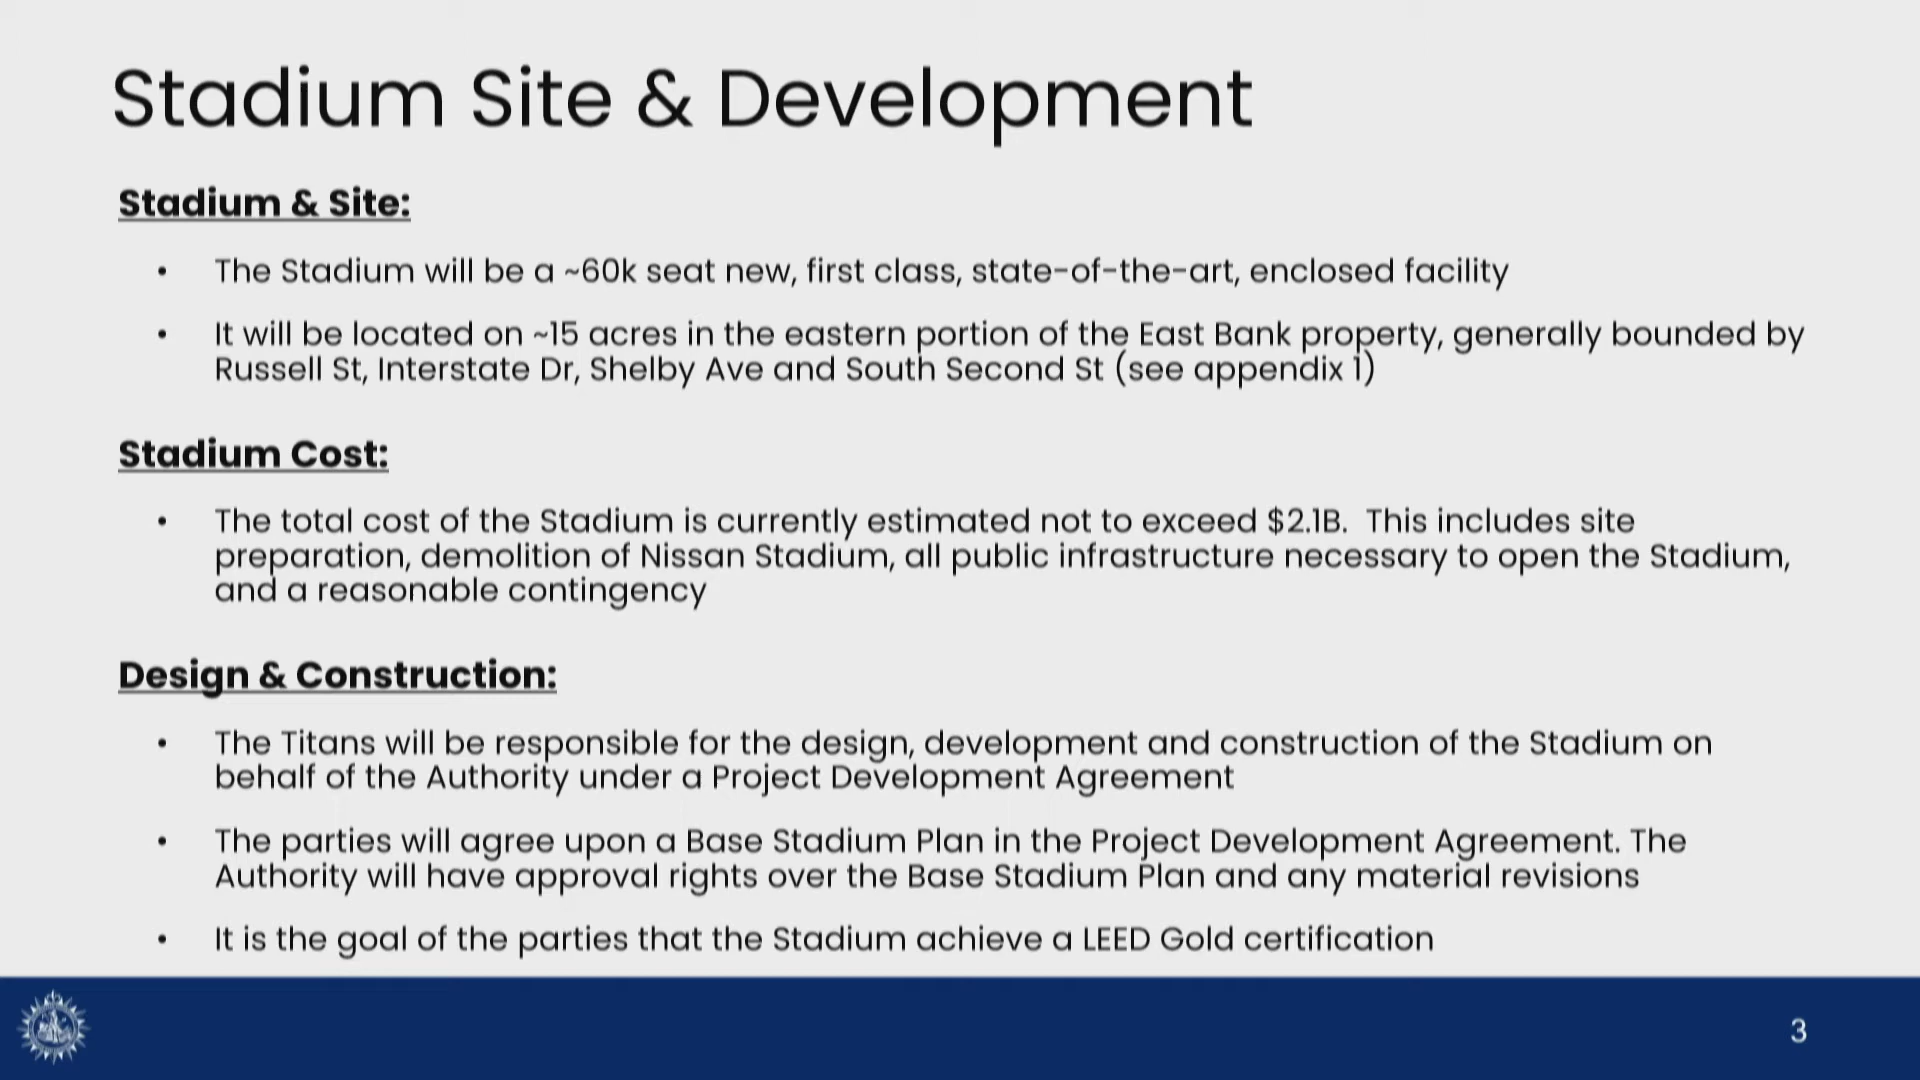 Stadium Site & Development
Stadium & Site:
• The Stadium will be a ~60k seat new, first class, state-of-the-art, enclosed facility
• It will be located on ~15 acres in the eastern portion of the East Bank property, generally bounded by
Russell St, Interstate Dr, Shelby Ave and South Second St (see appendix 1)
Stadium Cost:
• The total cost of the Stadium is currently estimated not to exceed $2.1B.  This includes site
preparation, demolition of Nissan Stadium, all public infrastructure necessary to open the Stadium,
and a reasonable contingency
Design & Construction:
• The Titans will be responsible for the design, development and construction of the Stadium on
behalf of the Authority under a Project Development Agreement
• The parties will agree upon a Base Stadium Plan in the Project Development Agreement. The
Authority will have approval rights over the Base Stadium Plan and any material revisions
• It is the goal of the parties that the Stadium achieve a LEED Gold certification
3